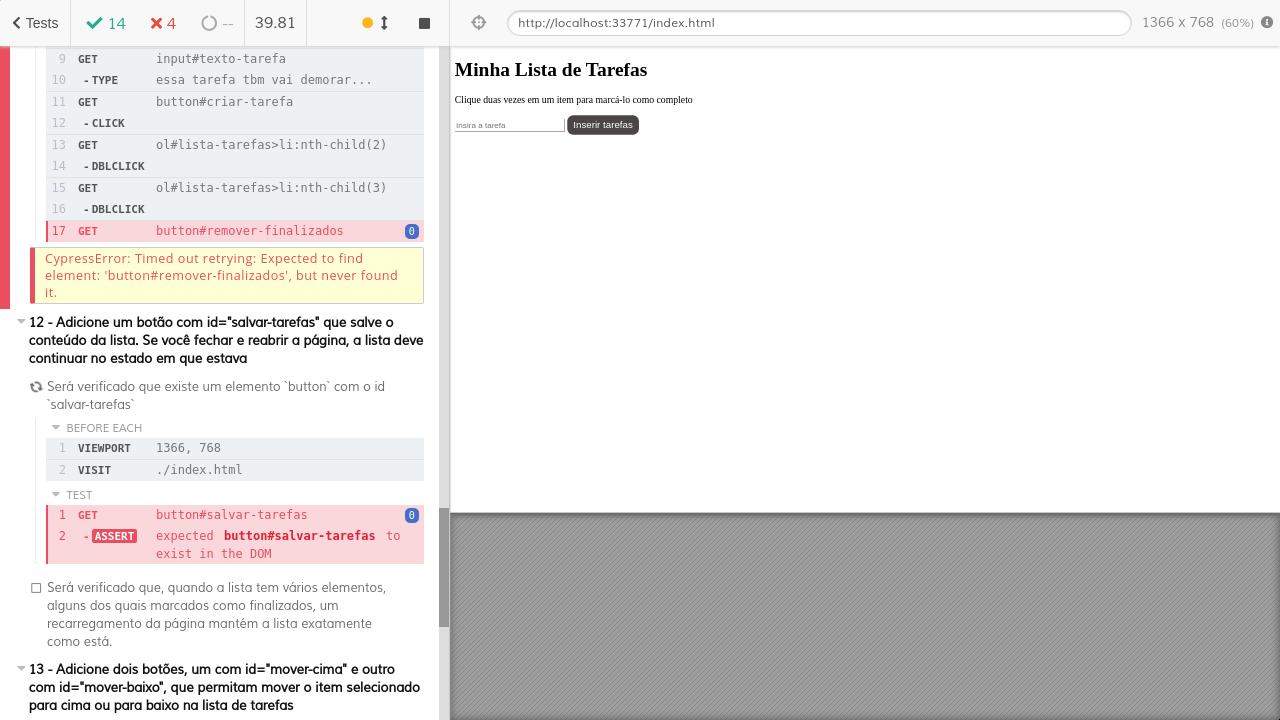 Tests 14 4 -- 39.81
http://localhost:33771/index.html 1366 x 768 (60%)
9 GET input#texto-tarefa
10 - TYPE essa tarefa tbm vai demorar...
11 GET button#criar-tarefa
12 - CLICK
13 GET ol#lista-tarefas>li:nth-child(2)
14 - DBLCLICK
15 GET ol#lista-tarefas>li:nth-child(3)
16 - DBLCLICK
17 GET button#remover-finalizados 0
CypressError: Timed out retrying: Expected to find
element: 'button#remover-finalizados', but never found
it.
12 - Adicione um botão com id="salvar-tarefas" que salve o
conteúdo da lista. Se você fechar e reabrir a página, a lista deve
continuar no estado em que estava
Será verificado que existe um elemento `button` com o id
`salvar-tarefas`
BEFORE EACH
1 VIEWPORT 1366, 768
2 VISIT ./index.html
TEST
1 GET button#salvar-tarefas 0
2 - ASSERT expected button#salvar-tarefas to
exist in the DOM
Será verificado que, quando a lista tem vários elementos,
alguns dos quais marcados como finalizados, um
recarregamento da página mantém a lista exatamente
como está.
13 - Adicione dois botões, um com id="mover-cima" e outro
com id="mover-baixo", que permitam mover o item selecionado
para cima ou para baixo na lista de tarefas
Minha Lista de Tarefas
Clique duas vezes em um item para marcá-lo como completo
Insira a tarefa Inserir tarefas